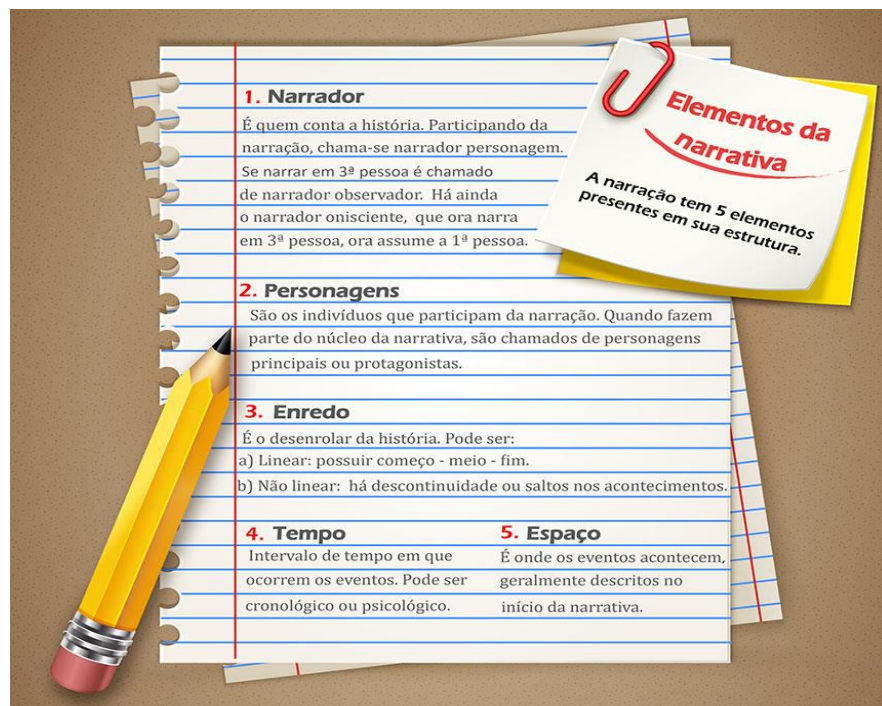 Elementos da
narrativa
A narração tem 5 elementos
presentes em sua estrutura.
1. Narrador
É quem conta a história. Participando da
narração, chama-se narrador personagem.
Se narrar em 3ª pessoa é chamado
de narrador observador. Há ainda
o narrador onisciente, que ora narra
em 3ª pessoa, ora assume a 1ª pessoa.
2. Personagens
São os indivíduos que participam da narração. Quando fazem
parte do núcleo da narrativa, são chamados de personagens
principais ou protagonistas.
3. Enredo
É o desenrolar da história. Pode ser:
a) Linear: possuir começo - meio - fim.
b) Não linear: há descontinuidade ou saltos nos acontecimentos.
4. Tempo
Intervalo de tempo em que
ocorrem os eventos. Pode ser
cronológico ou psicológico.
5. Espaço
É onde os eventos acontecem,
geralmente descritos no
início da narrativa.